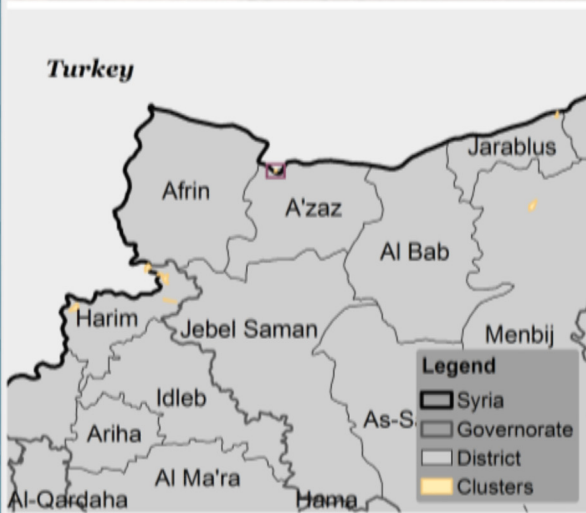 Turkey
Jarablus
Afrin
A'zaz
Al Bab
Harim
Jebel Saman
Menbij
Legend
Syria
Idleb
As-S
Governorate
Ariha
District
Al Ma'ra
Clusters
Al-Qardaha
Hama